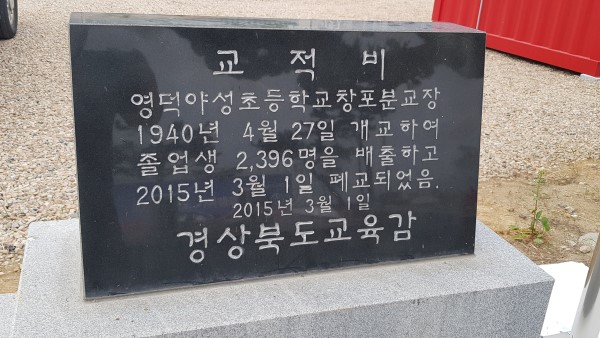 교 적 비
영덕야성초등학교창포분교장
1940년 4월 27일 개교하여
졸업생 2,396명을 배출하고
2015년 3월 1일 폐교되었음.
2015년 3월 1일
경상북도교육감